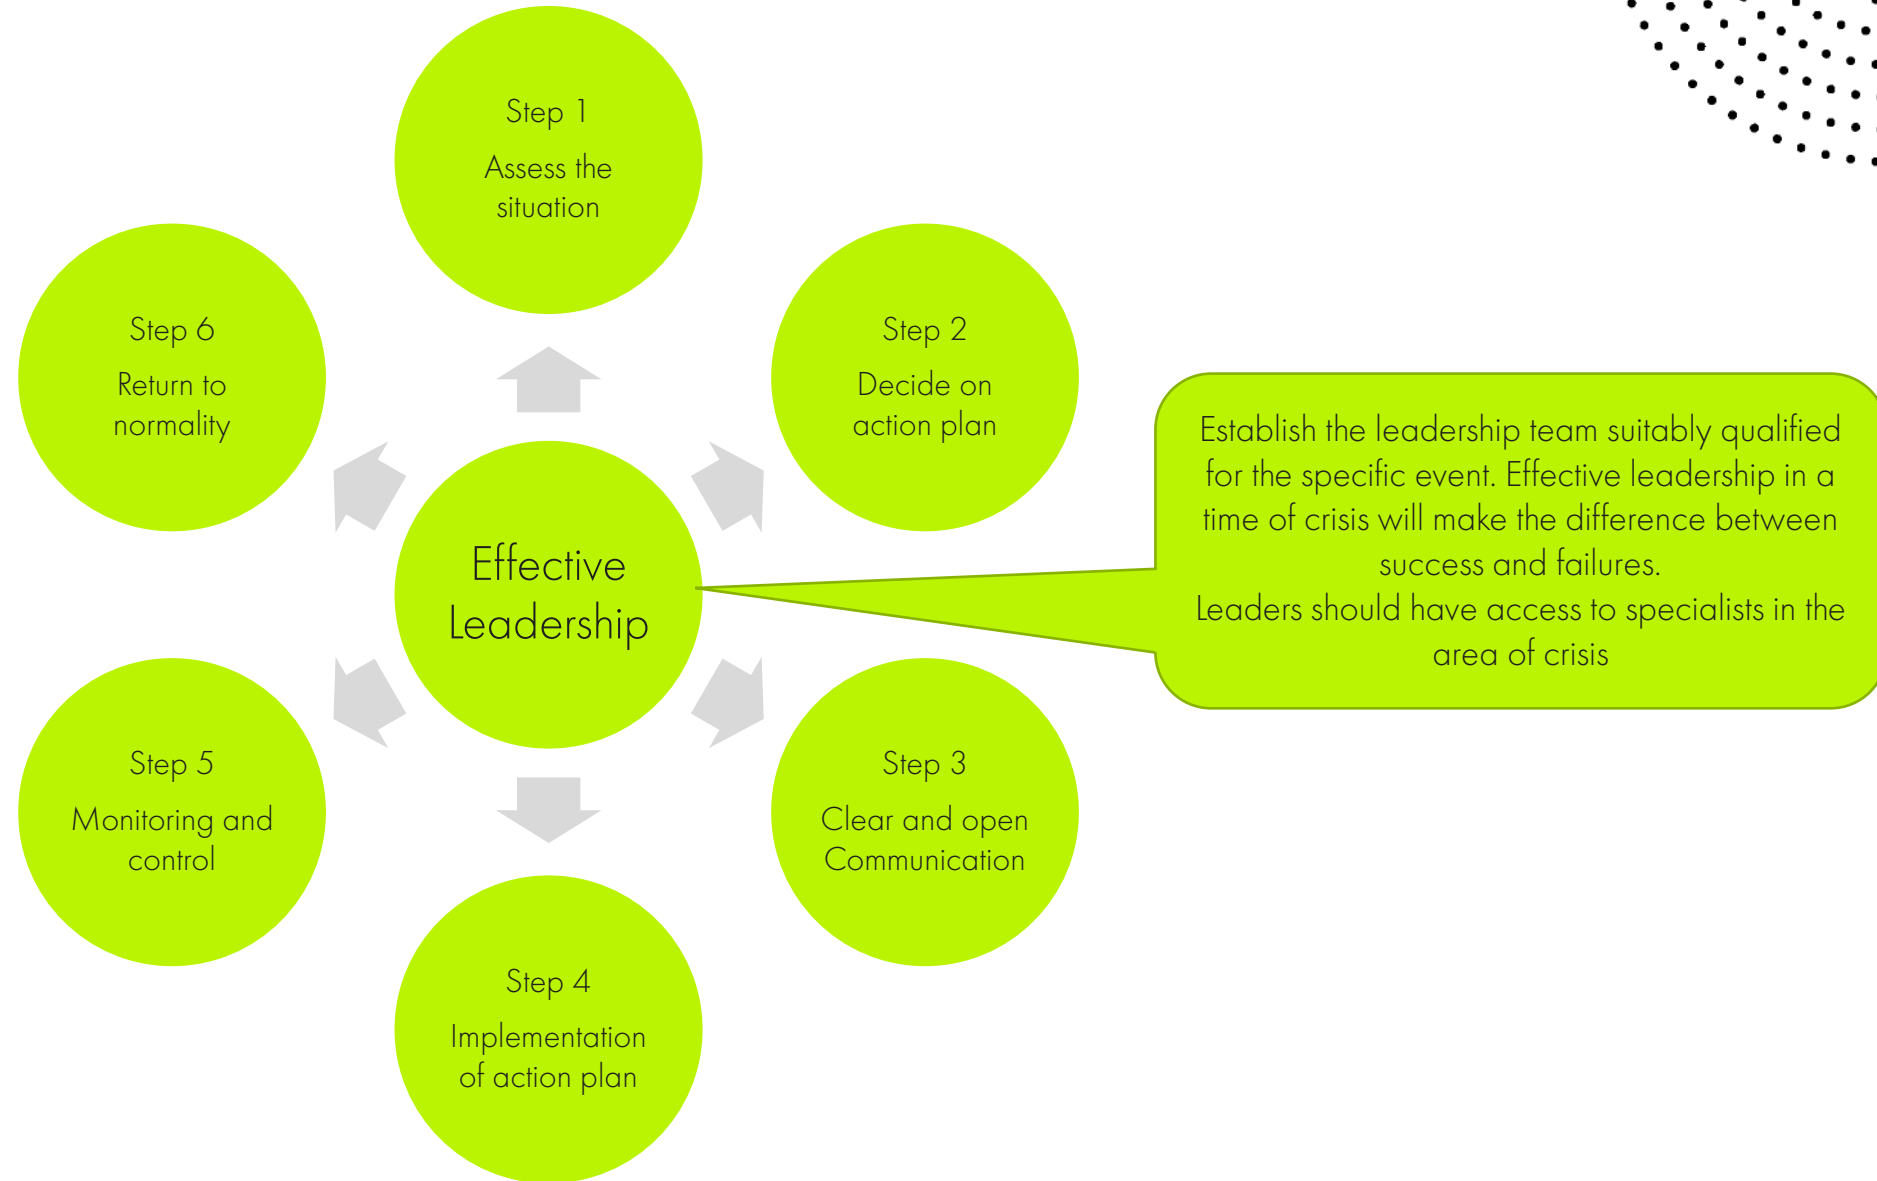 Step 1
Assess the
situation
Step 2
Decide on
action plan
Step 3
Clear and open
Communication
Step 4
Implementation
of action plan
Step 5
Monitoring and
control
Step 6
Return to
normality
Effective
Leadership
Establish the leadership team suitably qualified
for the specific event. Effective leadership in a
time of crisis will make the difference between
success and failures.
Leaders should have access to specialists in the
area of crisis